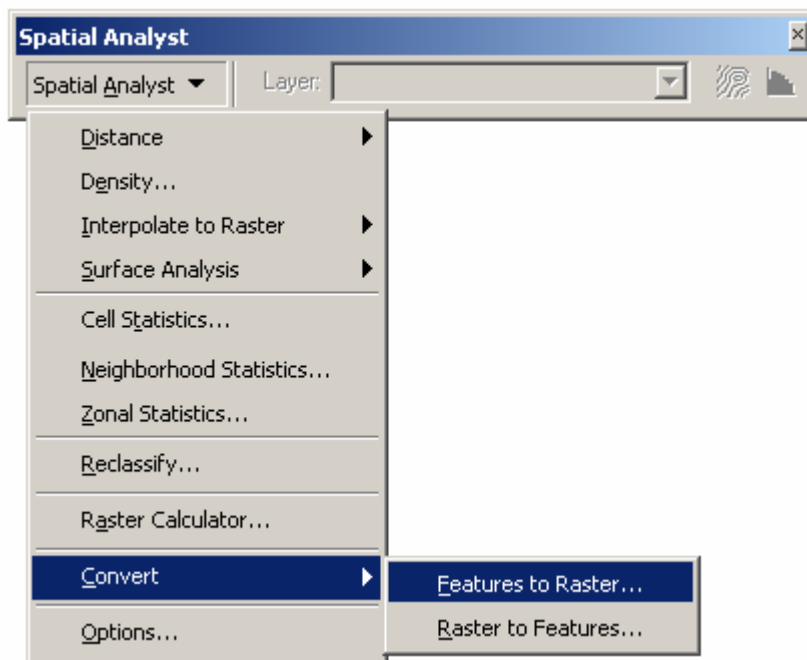 Spatial Analyst
Spatial Analyst Layer:
Distance
Density...
Interpolate to Raster
Surface Analysis
Cell Statistics...
Neighborhood Statistics...
Zonal Statistics...
Reclassify...
Raster Calculator...
Convert
Features to Raster...
Raster to Features...
Options...